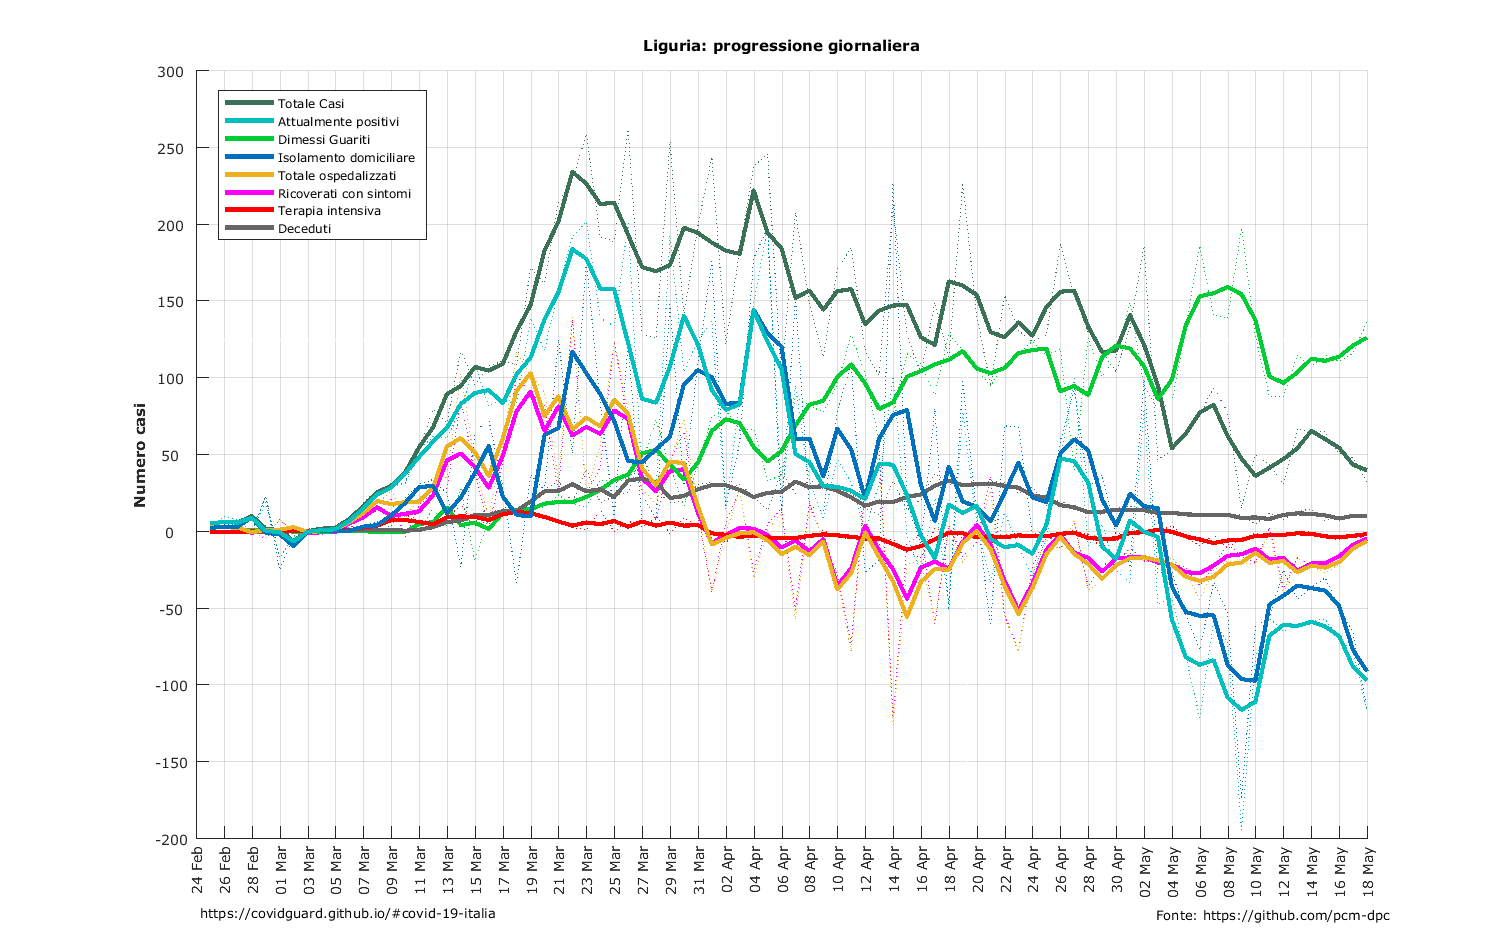 Liguria: progressione giornaliera
Numero casi
300
250
200
150
100
50
0
-50
-100
-150
-200
Totale Casi
Attualmente positivi
Dimessi Guariti
Isolamento domiciliare
Totale ospedalizzati
Ricoverati con sintomi
Terapia intensiva
Deceduti
24 Feb
26 Feb
28 Feb
01 Mar
03 Mar
05 Mar
07 Mar
09 Mar
11 Mar
13 Mar
15 Mar
17 Mar
19 Mar
21 Mar
23 Mar
25 Mar
27 Mar
29 Mar
31 Mar
02 Apr
04 Apr
06 Apr
08 Apr
10 Apr
12 Apr
14 Apr
16 Apr
18 Apr
20 Apr
22 Apr
24 Apr
26 Apr
28 Apr
30 Apr
02 May
04 May
06 May
08 May
10 May
12 May
14 May
16 May
18 May
https://covidguard.github.io/#covid-19-italia
Fonte: https://github.com/pcm-dpc